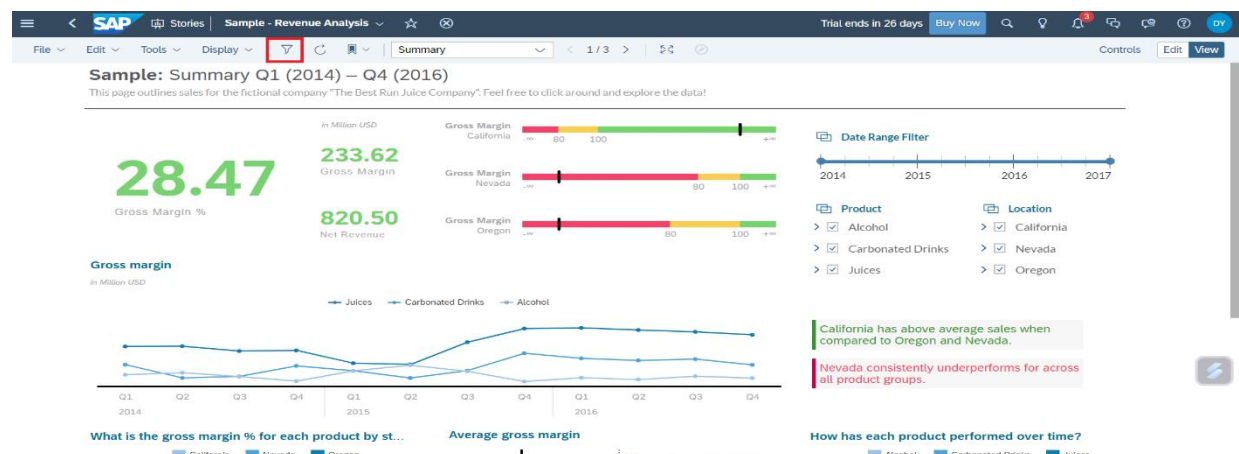 SAP Stories Sample - Revenue Analysis Trial ends in 26 days Buy Now 3 DY
File Edit Tools Display Summary 1 / 3 Controls Edit View
Sample: Summary Q1 (2014) – Q4 (2016)
This page outlines sales for the fictional company "The Best Run Juice Company". Feel free to click around and explore the data!
28.47
Gross Margin %
in Million USD
233.62
Gross Margin
820.50
Net Revenue
Gross Margin
California
-∞ 80 100 +∞
Gross Margin
Nevada
-∞ 80 100 +∞
Gross Margin
Oregon
-∞ 80 100 +∞
Date Range Filter
2014 2015 2016 2017
Product
Alcohol
Carbonated Drinks
Juices
Location
California
Nevada
Oregon
Gross margin
in Million USD
Juices Carbonated Drinks Alcohol
Q1 Q2 Q3 Q4 Q1 Q2 Q3 Q4 Q1 Q2 Q3 Q4
2014 2015 2016
California has above average sales when
compared to Oregon and Nevada.
Nevada consistently underperforms for across
all product groups.
What is the gross margin % for each product by st...
California Nevada Oregon
Average gross margin
How has each product performed over time?
Alcohol Carbonated Drinks Juices